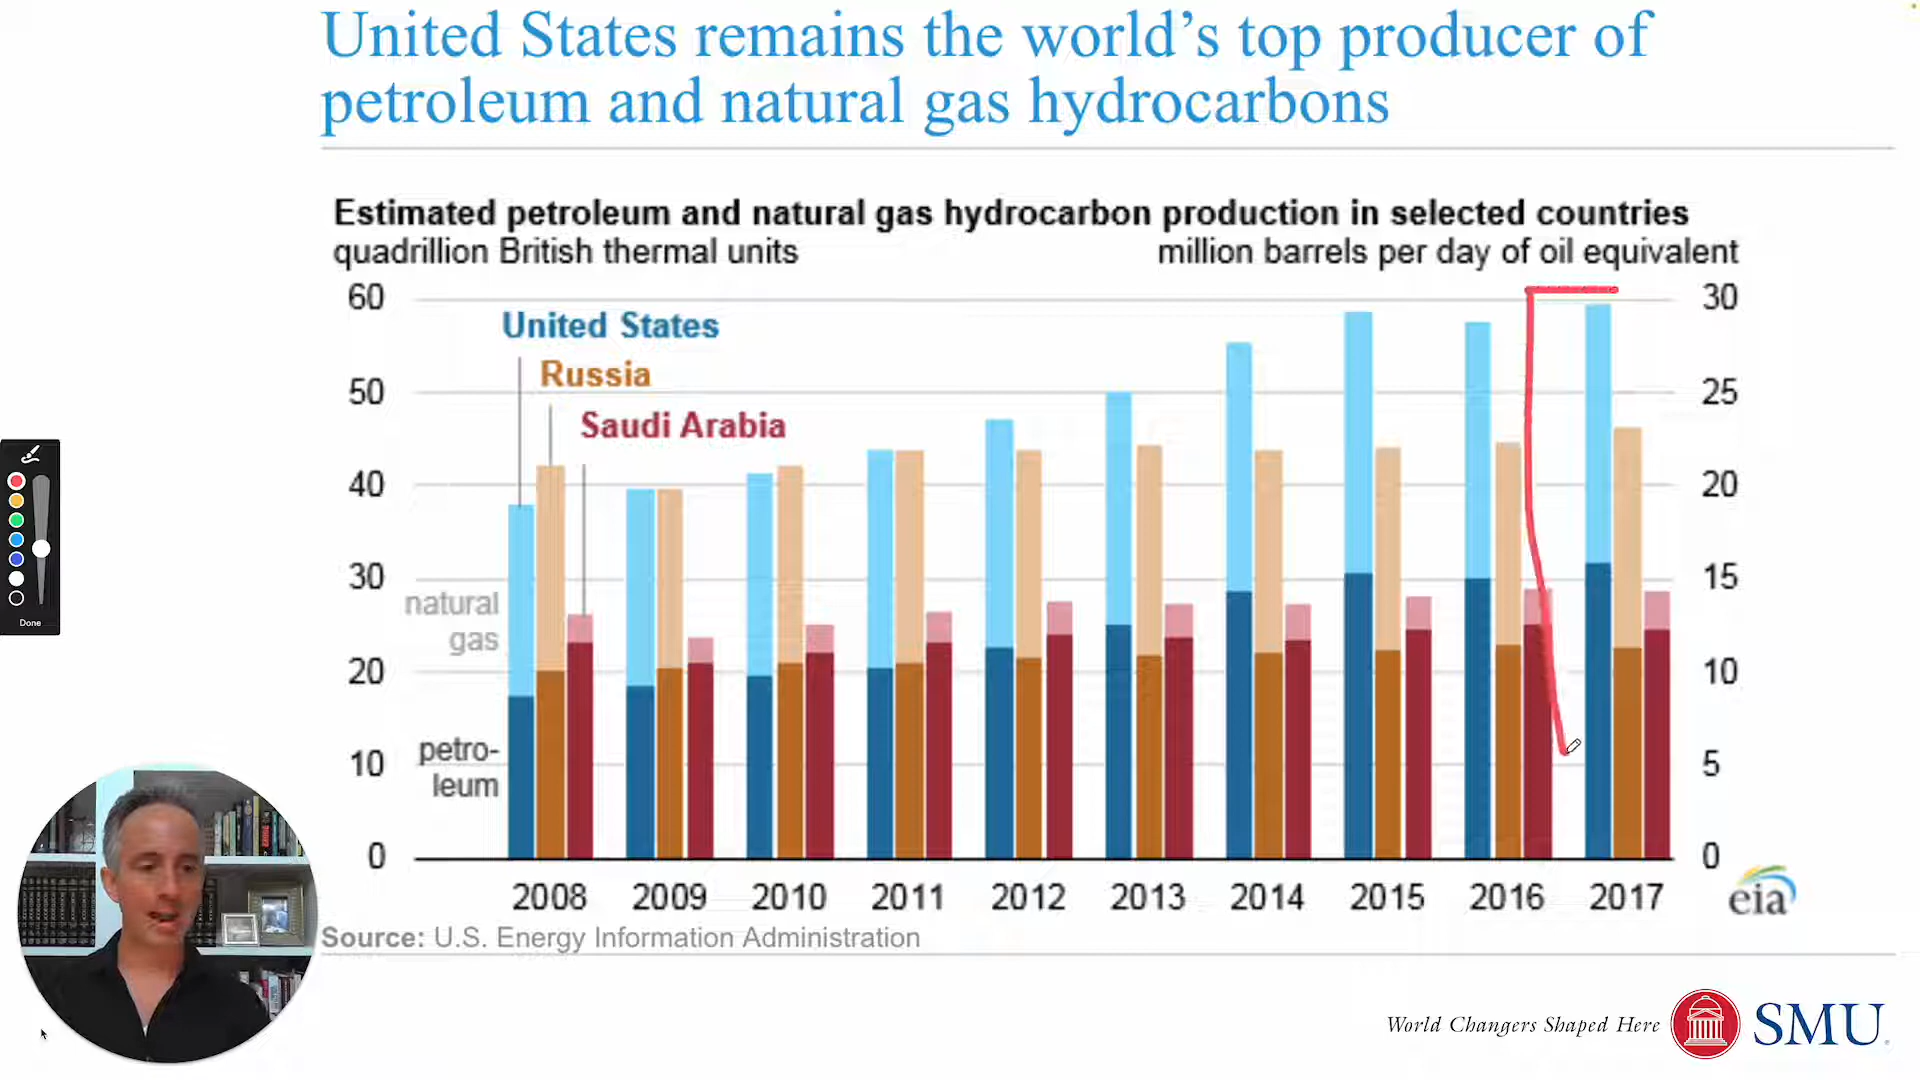 United States remains the world's top producer of
petroleum and natural gas hydrocarbons
Estimated petroleum and natural gas hydrocarbon production in selected countries
quadrillion British thermal units
million barrels per day of oil equivalent
60
50
40
30
20
10
0
30
25
20
15
10
5
0
United States
Russia
Saudi Arabia
natural
gas
petro-
leum
2008 2009 2010 2011 2012 2013 2014 2015 2016 2017
eia
Source: U.S. Energy Information Administration
Done
World Changers Shaped Here
SMU